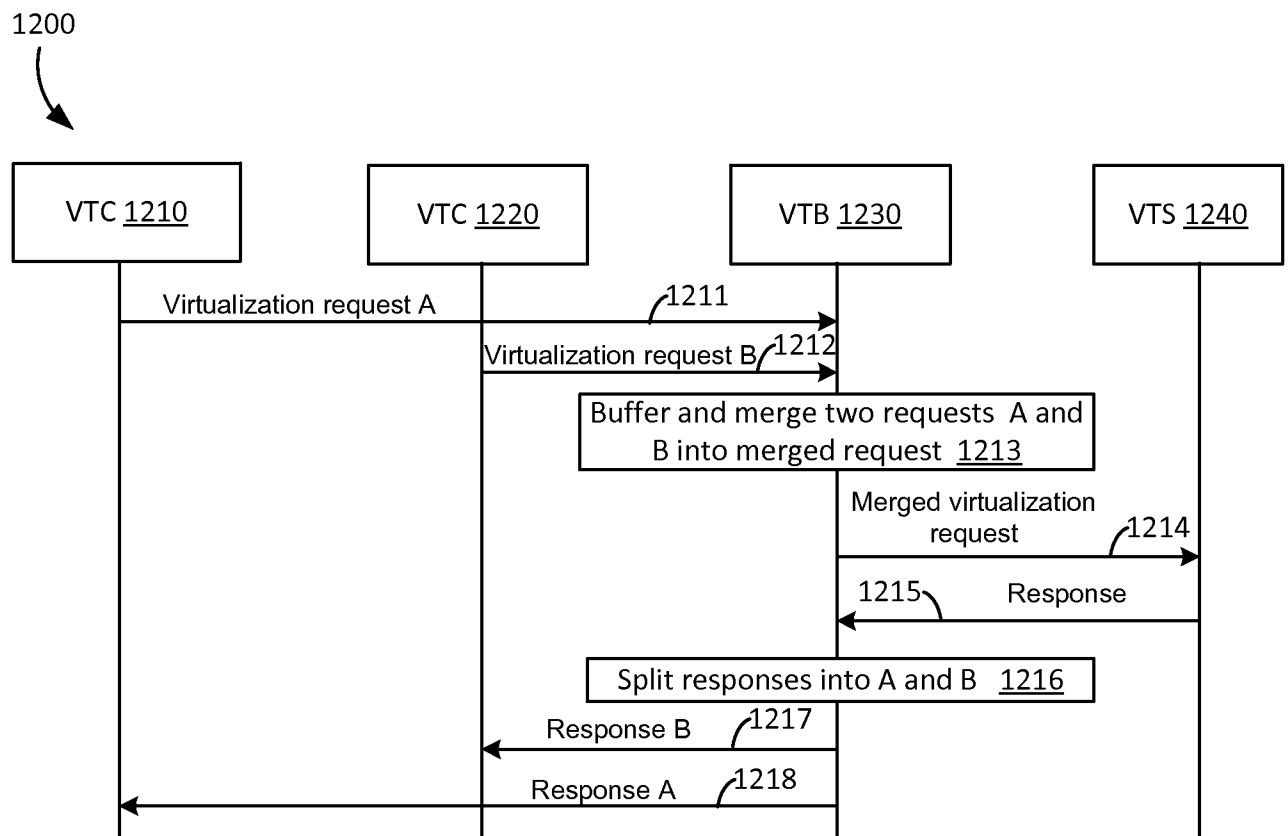 1200
VTC 1210
VTC 1220
VTB 1230
VTS 1240
Virtualization request A
1211
Virtualization request B
1212
Buffer and merge two requests A and
B into merged request 1213
Merged virtualization
request
1214
1215
Response
Split responses into A and B 1216
Response B
1217
Response A
1218